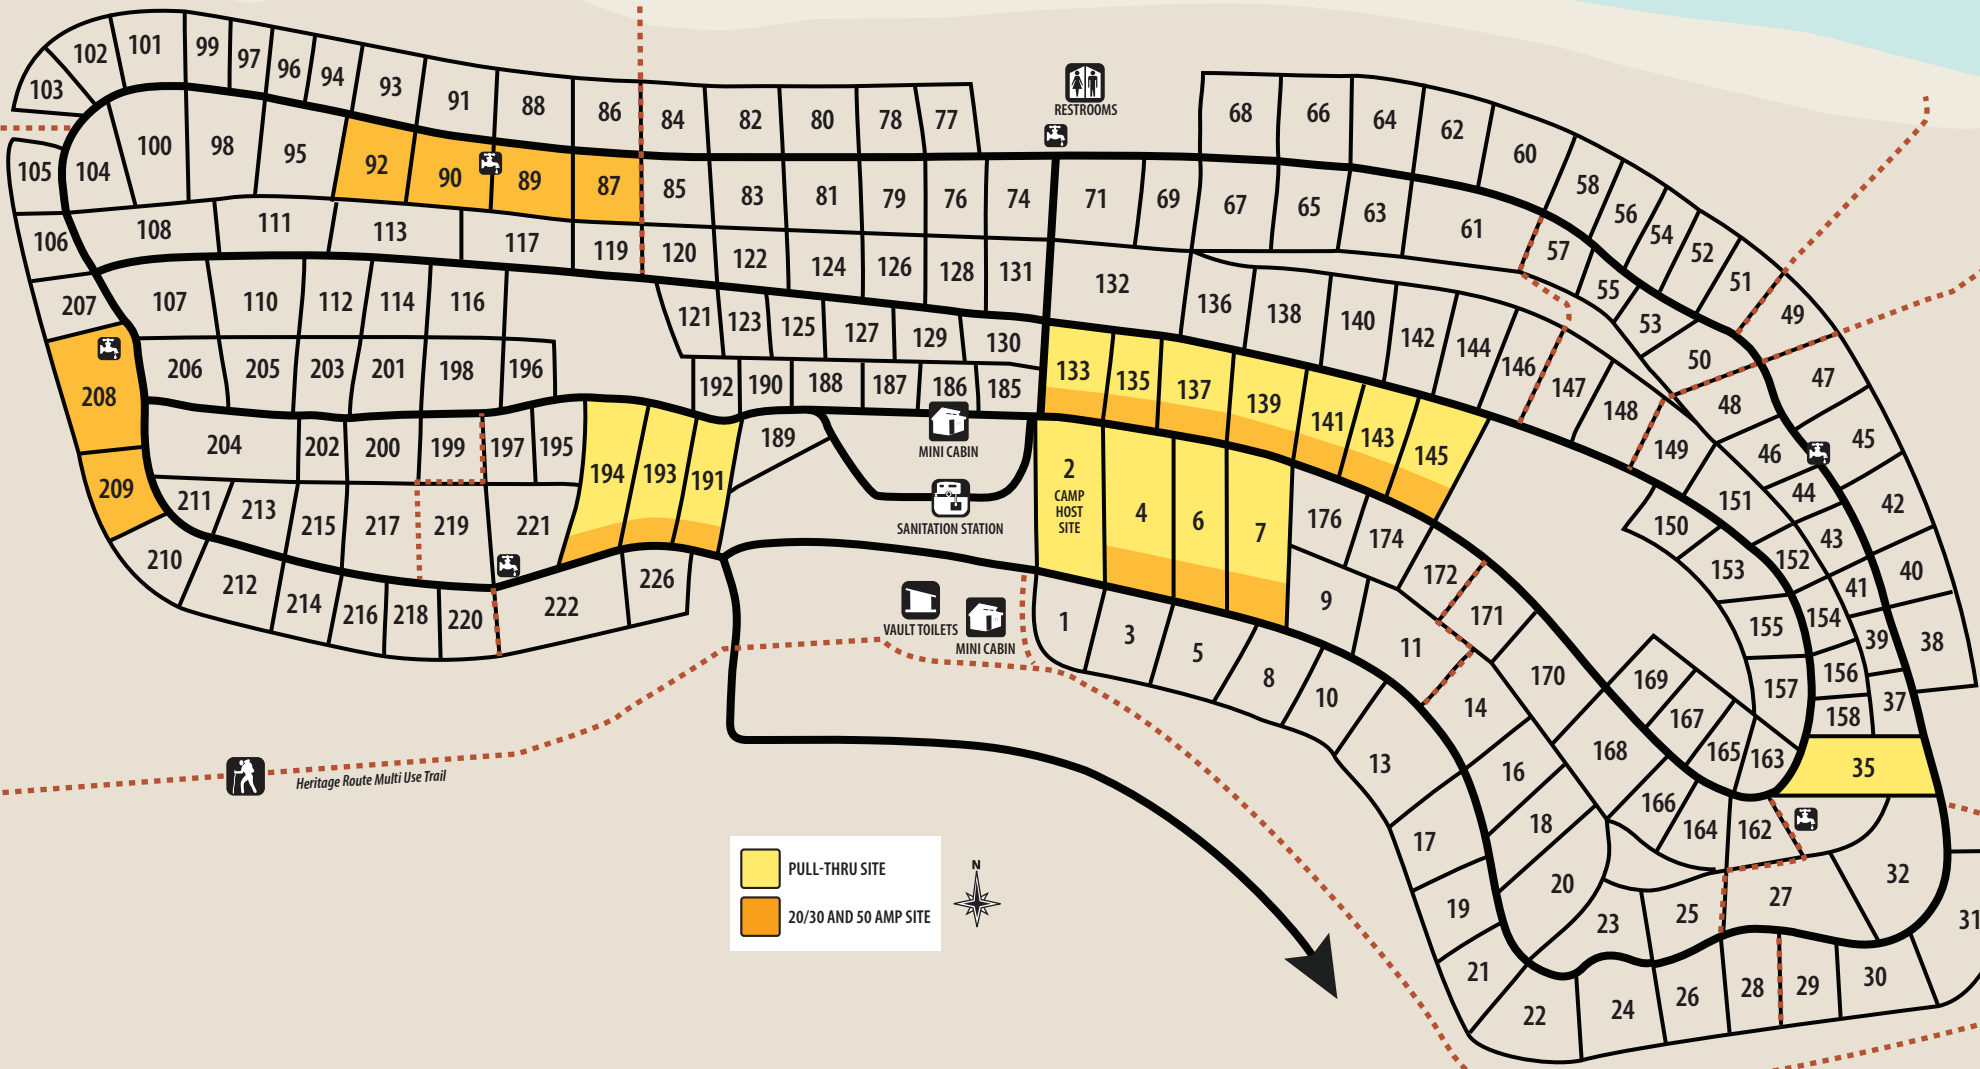 102 101 99 97 96 94 93 91 88 86 84 82 80 78 77
103
RESTROOMS
68 66 64 62 60 58 56 54 52 51 49
105 104 100 98 95 92 90 89 87 85 83 81 79 76 74 71 69 67 65 63 61 57 55 53 50
106 108 111 113 117 119 120 122 124 126 128 131 132 136 138 140 142 144 146 147 148 149
207 107 110 112 114 116 121 123 125 127 129 130 133 135 137 139 141 143 145
208 206 205 203 201 198 196 192 190 188 187 186 185
47 48 45 46 44 42 43 40 41 38 39 37
209 204 202 200 199 197 195 194 193 191 189
MINI CABIN
SANITATION STATION
2
CAMP
HOST
SITE
4 6 7 176 174 172 171 170
151 150 153 152 155 154 157 156 158
211 213 215 217 219 221
210 212 214 216 218 220 222 226
VAULT TOILETS
MINI CABIN
1 3 5 8 9 10 11 13 14 16 17 18 19 20 21
169 167 165 163 168 166 164 162 35
Heritage Route Multi Use Trail
PULL-THRU SITE
20/30 AND 50 AMP SITE
N
22 23 24 25 26 27 28 29 30 31 32